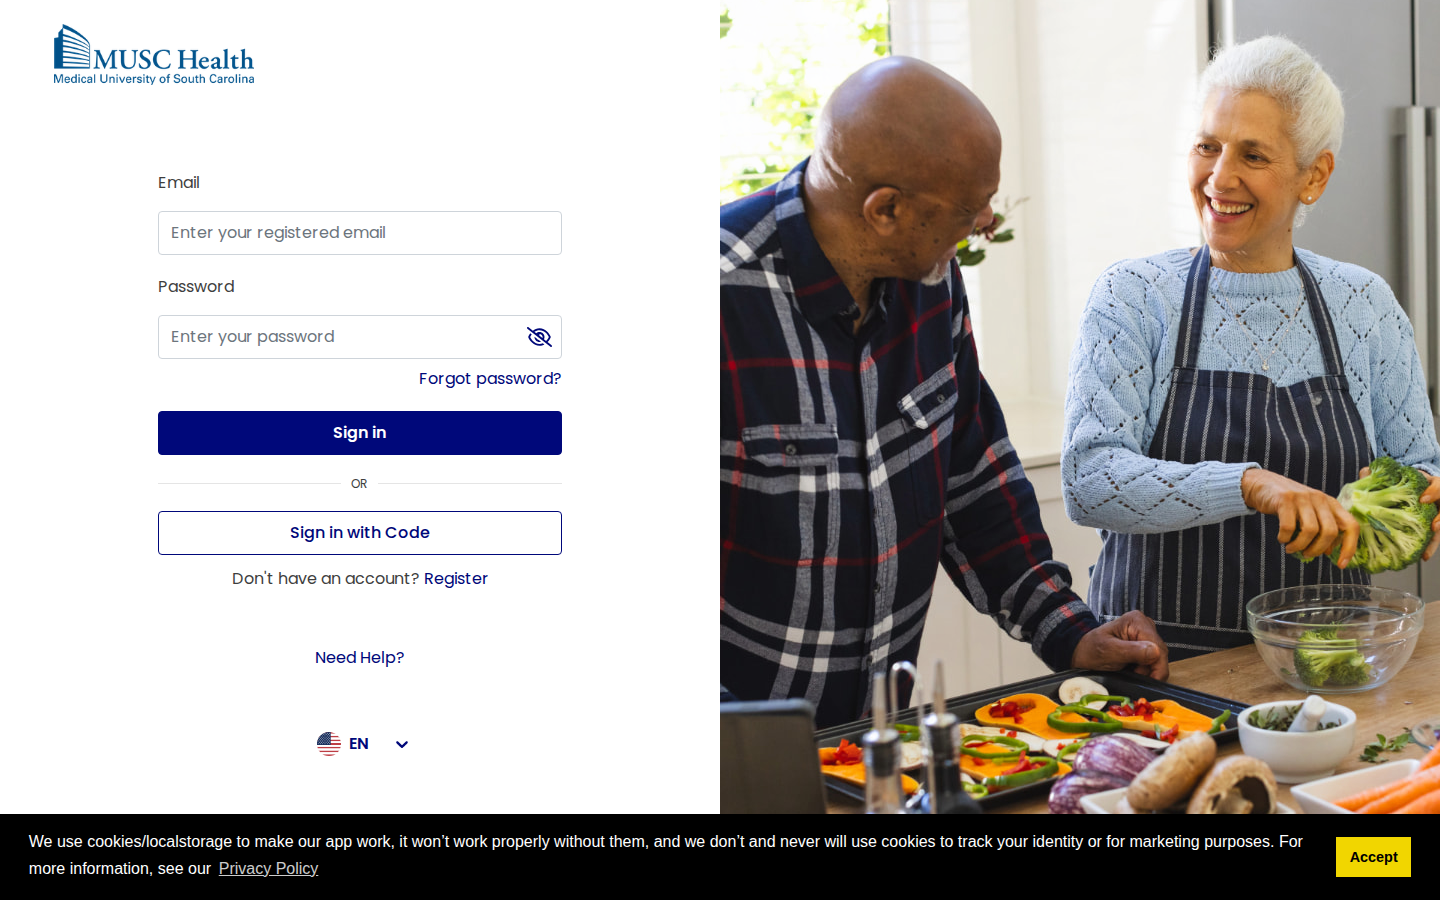 MUSC Health
Medical University of South Carolina
Email
Enter your registered email
Password
Enter your password
Forgot password?
Sign in
OR
Sign in with Code
Don't have an account? Register
Need Help?
EN
We use cookies/localstorage to make our app work, it won’t work properly without them, and we don’t and never will use cookies to track your identity or for marketing purposes. For
more information, see our Privacy Policy
Accept